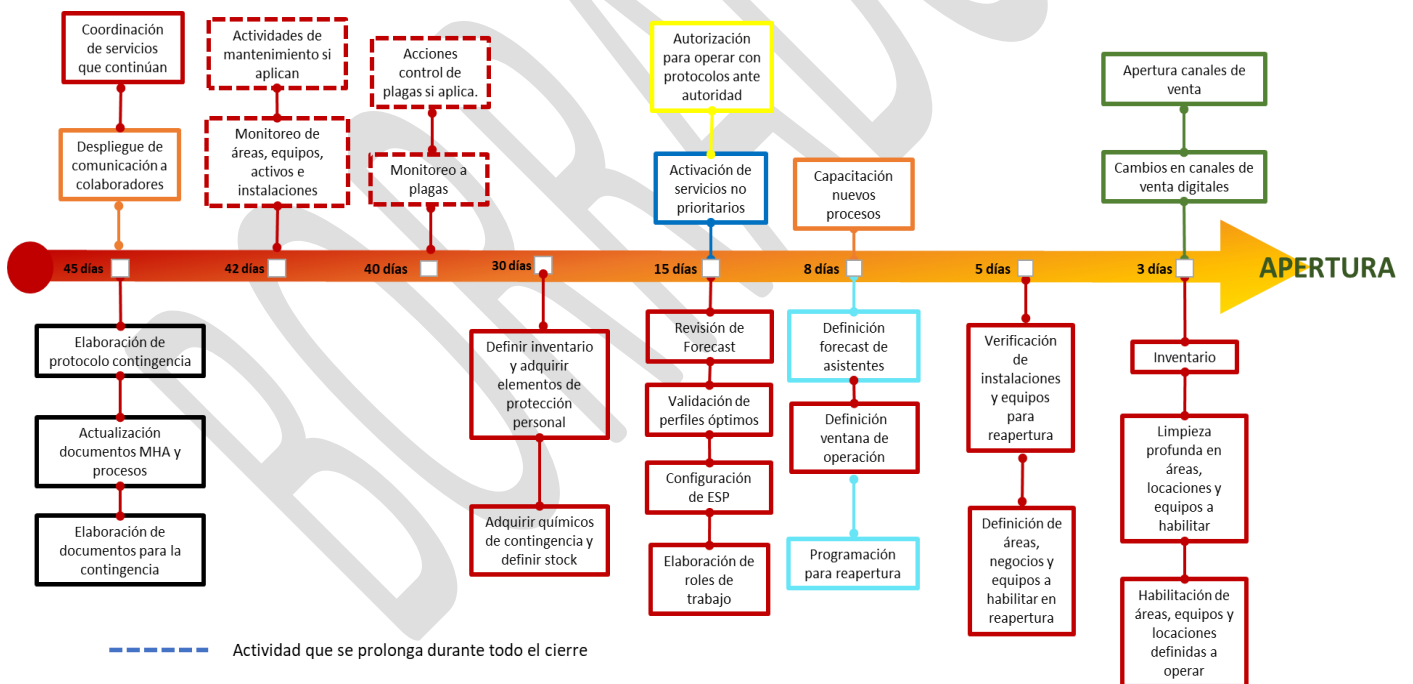 Coordinación
de servicios
que continúan
Actividades de
mantenimiento si
aplican
Acciones
control de
plagas si aplica.
Autorización
para operar con
protocolos ante
autoridad
Apertura canales de
venta
Despliegue de
comunicación a
colaboradores
Monitoreo de
áreas, equipos,
activos e
instalaciones
Monitoreo a
plagas
Activación de
servicios no
prioritarios
Capacitación
nuevos
procesos
Cambios en canales de
venta digitales
45 días
42 días
40 días
30 días
15 días
8 días
5 días
3 días
APERTURA
Elaboración de
protocolo contingencia
Actualización
documentos MHA y
procesos
Elaboración de
documentos para la
contingencia
Definir inventario
y adquirir
elementos de
protección
personal
Adquirir químicos
de contingencia y
definir stock
Revisión de
Forecast
Validación de
perfiles óptimos
Configuración
de ESP
Elaboración de
roles de
trabajo
Definición
forecast de
asistentes
Definición
ventana de
operación
Programación
para reapertura
Verificación
de
instalaciones
y equipos
para
reapertura
Definición de
áreas,
negocios y
equipos a
habilitar en
reapertura
Inventario
Limpieza
profunda en
áreas,
locaciones y
equipos a
habilitar
Habilitación de
áreas, equipos y
locaciones
definidas a
operar
Actividad que se prolonga durante todo el cierre
BORRADOR